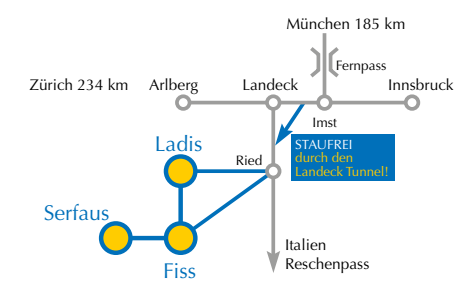 München 185 km
Fernpass
Zürich 234 km
Arlberg
Landeck
Innsbruck
Imst
STAUFREI
durch den
Landeck Tunnel!
Ladis
Ried
Serfaus
Fiss
Italien
Reschenpass